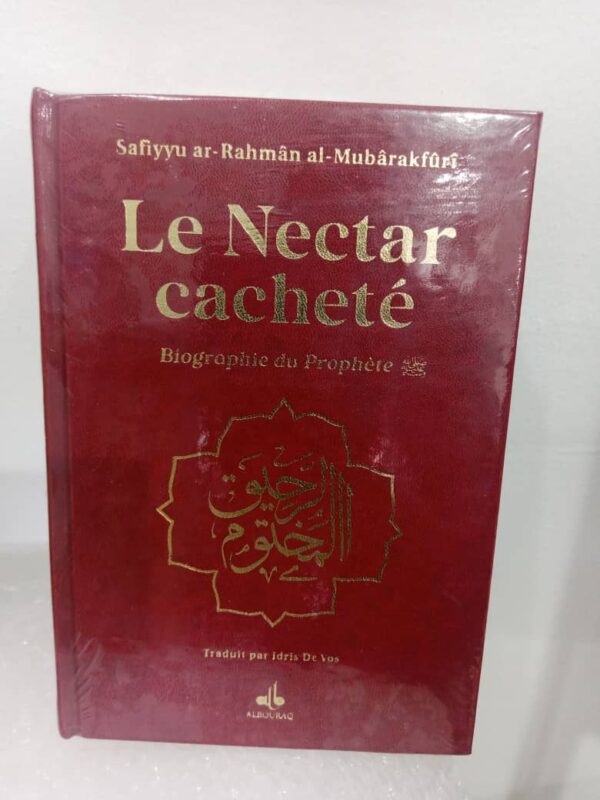 Safiyyu ar-Rahmân al-Mubârakfûrî
Le Nectar
cacheté
Biographie du Prophète ﷺ
الرحيق
المختوم
Traduit par Idris De Vos
ALBOURAQ